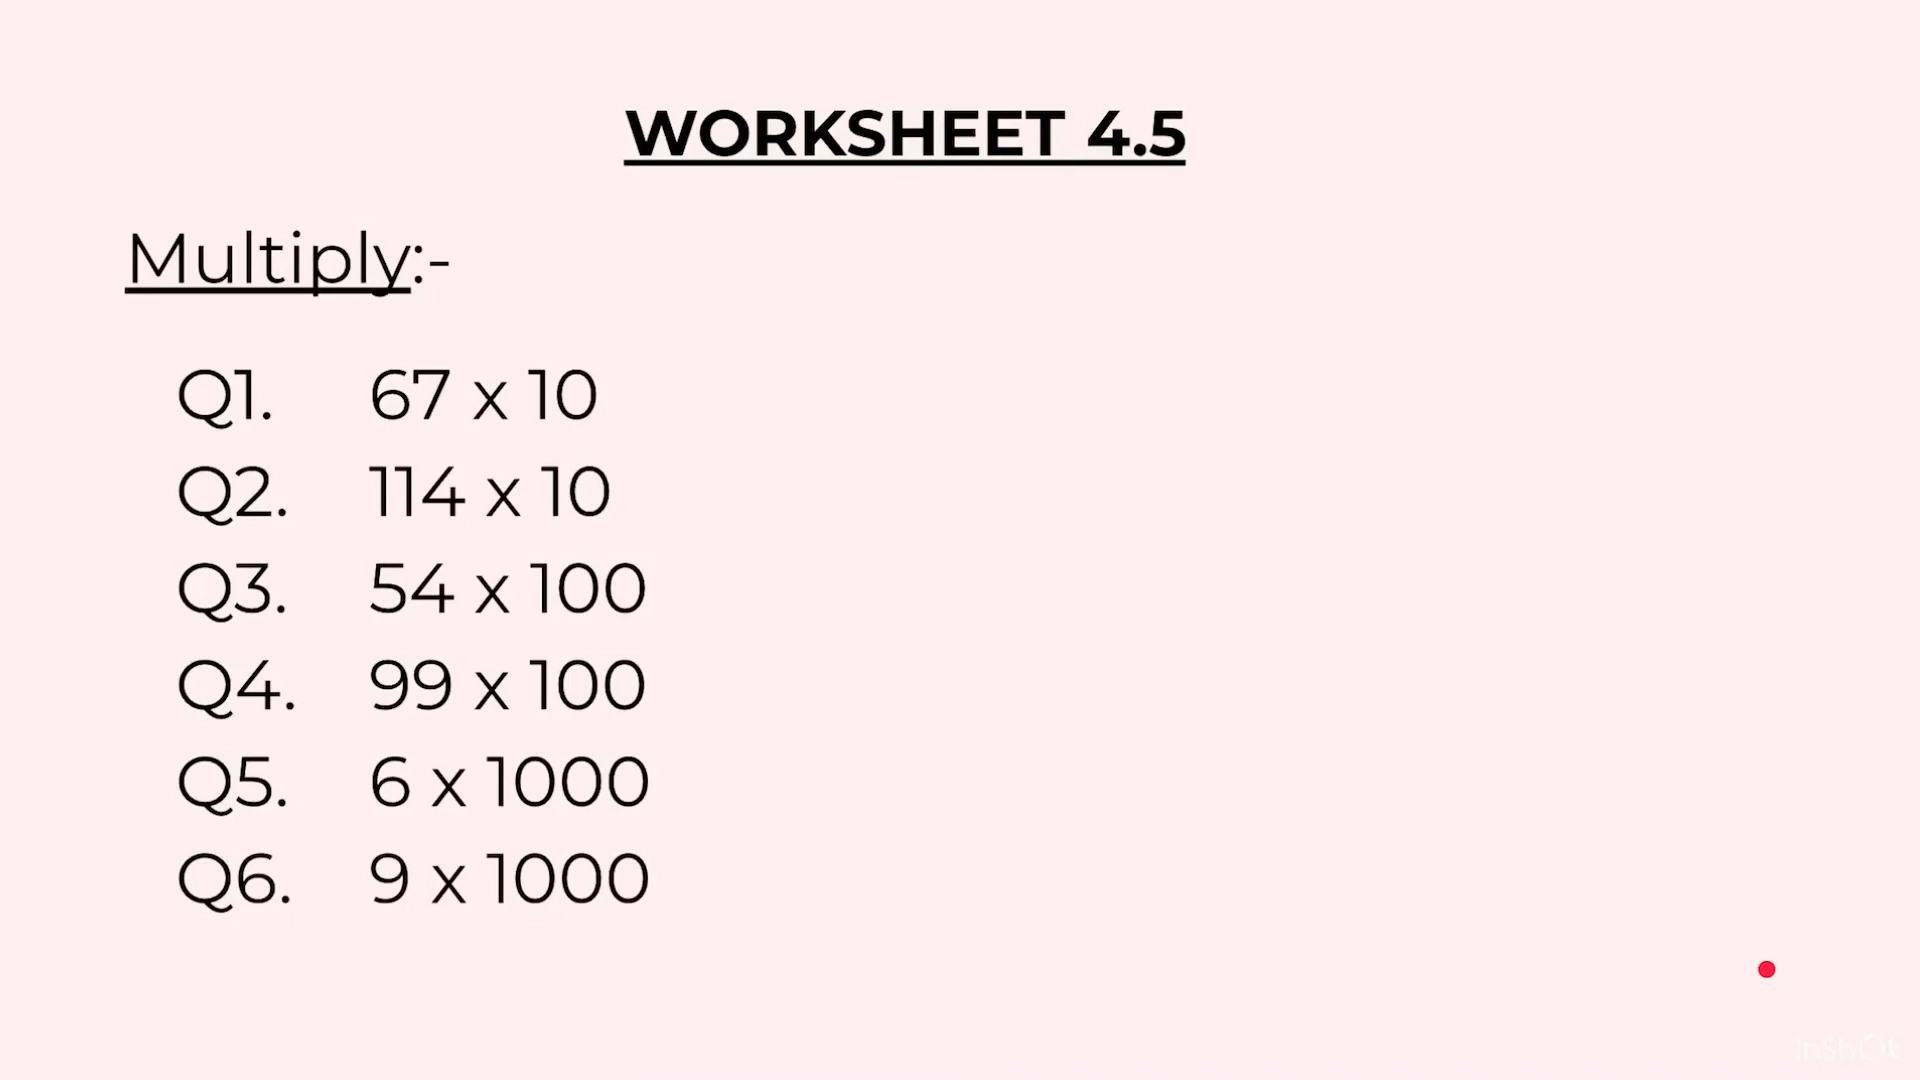 WORKSHEET 4.5
Multiply:-
Q1. 67 x 10
Q2. 114 x 10
Q3. 54 x 100
Q4. 99 x 100
Q5. 6 x 1000
Q6. 9 x 1000
InShOt